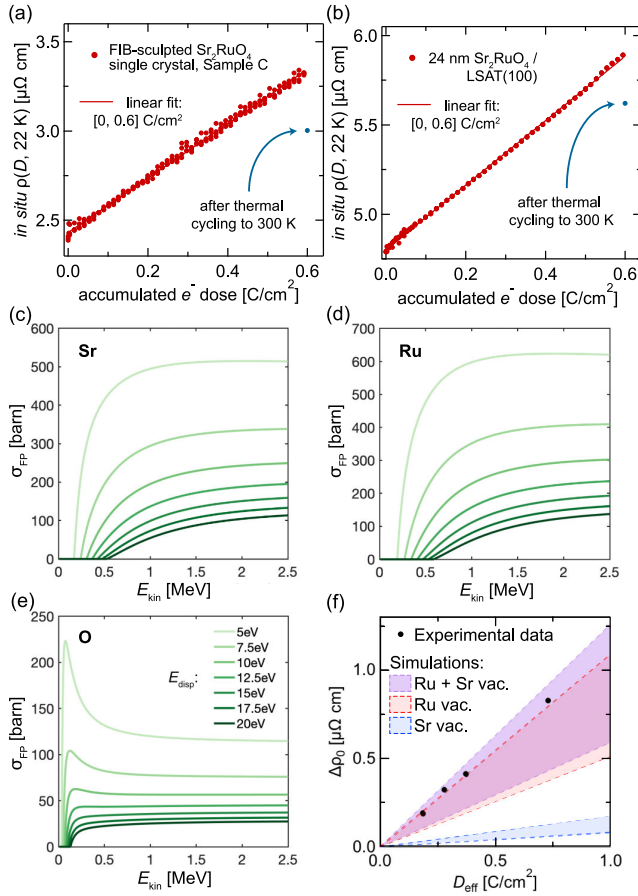 (a)
3.5
3.0
2.5
in situ ρ(D, 22 K) [μΩ cm]
FIB-sculpted Sr₂RuO₄
single crystal, Sample C
linear fit:
[0, 0.6] C/cm²
after thermal
cycling to 300 K
0.0 0.2 0.4 0.6
accumulated e⁻ dose [C/cm²]
(b)
6.0
5.5
5.0
in situ ρ(D, 22 K) [μΩ cm]
24 nm Sr₂RuO₄ /
LSAT(100)
linear fit:
[0, 0.6] C/cm²
after thermal
cycling to 300 K
0.0 0.2 0.4 0.6
accumulated e⁻ dose [C/cm²]
(c)
600
500
400
300
200
100
0
σFP [barn]
Sr
0 0.5 1 1.5 2.0 2.5
Ekin [MeV]
(d)
700
600
500
400
300
200
100
0
σFP [barn]
Ru
0 0.5 1 1.5 2.0 2.5
Ekin [MeV]
(e)
250
200
150
100
50
0
σFP [barn]
O
Edisp:
5eV
7.5eV
10eV
12.5eV
15eV
17.5eV
20eV
0 0.5 1 1.5 2.0 2.5
Ekin [MeV]
(f)
1.0
0.5
0.0
Δρ₀ [μΩ cm]
Experimental data
Simulations:
Ru + Sr vac.
Ru vac.
Sr vac.
0.0 0.5 1.0
Deff [C/cm²]